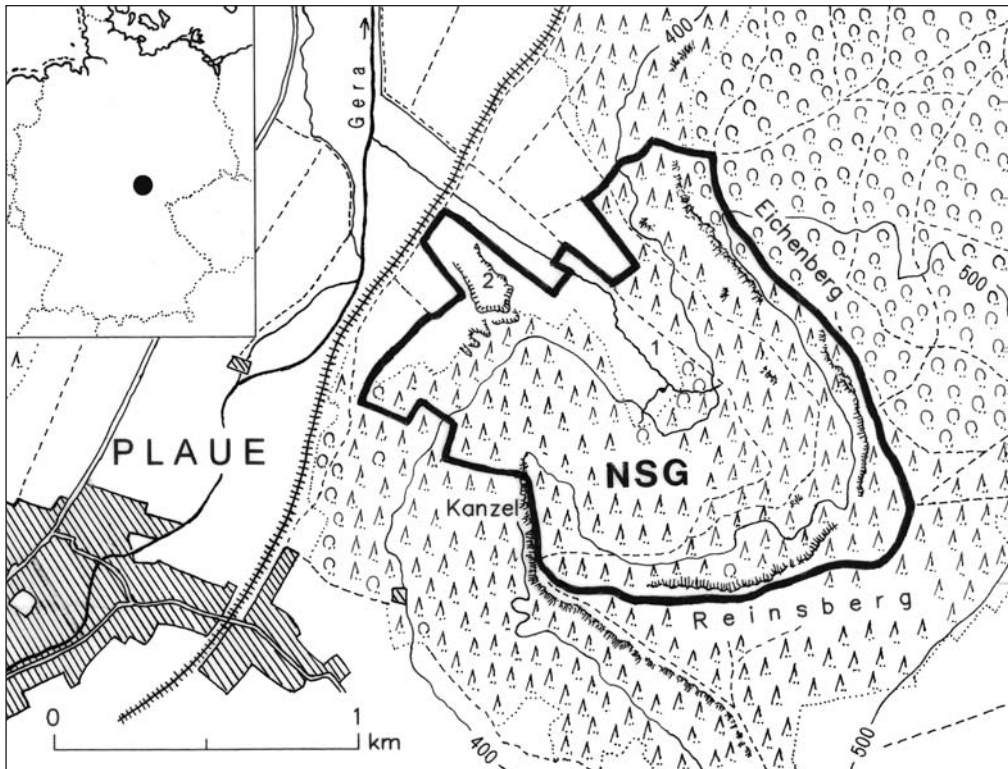 400
Gera
Eichenberg
500
2
1
PLAUE
NSG
Kanzel
Reinsberg
0 1
km
400
500